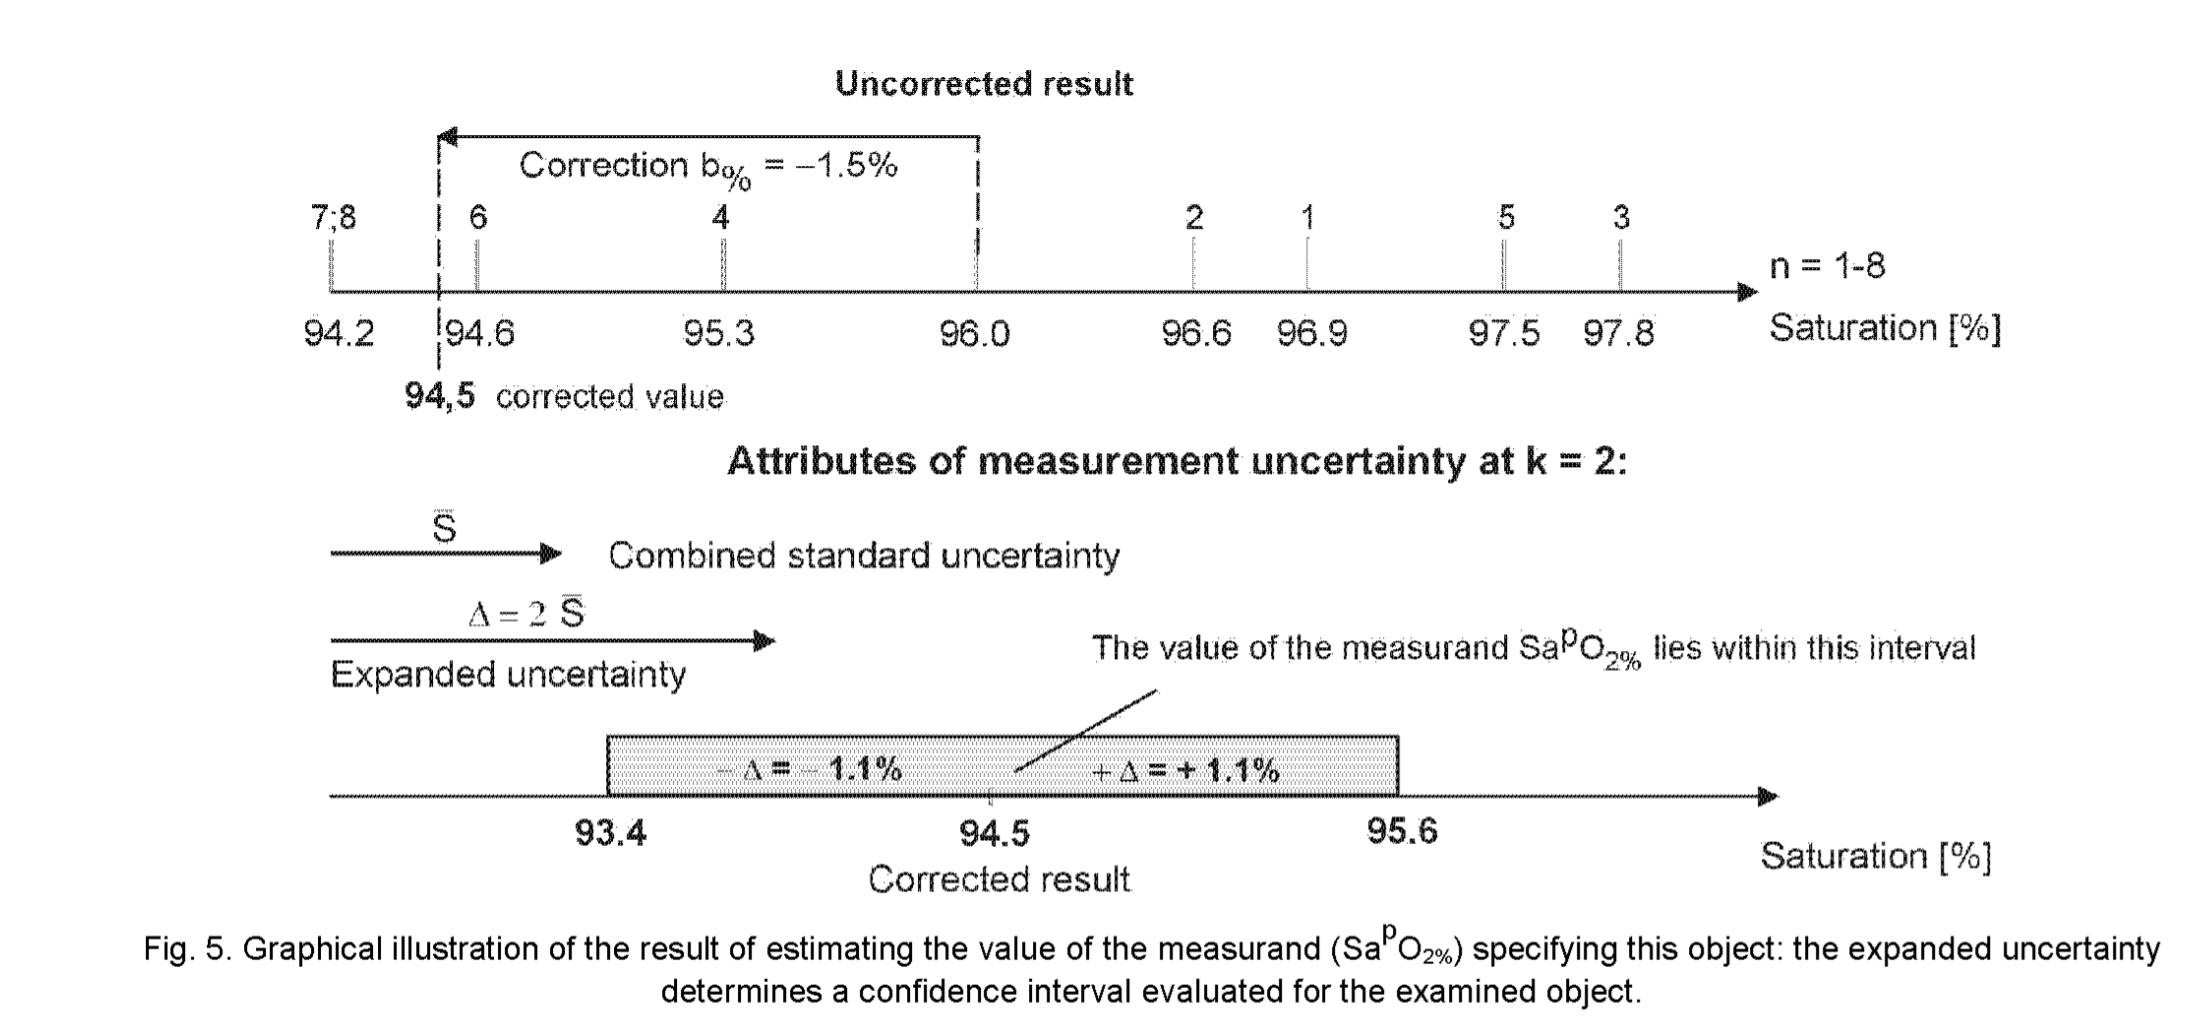 Uncorrected result
Correction b% = –1.5%
7;8 6 4 2 1 5 3
n = 1-8
94.2 94.6 95.3 96.0 96.6 96.9 97.5 97.8 Saturation [%]
94,5 corrected value
Attributes of measurement uncertainty at k = 2:
S̅
Combined standard uncertainty
Δ = 2 S̅
The value of the measurand SaᵖO₂% lies within this interval
Expanded uncertainty
– Δ = – 1.1% + Δ = + 1.1%
93.4 94.5 95.6
Saturation [%]
Corrected result
Fig. 5. Graphical illustration of the result of estimating the value of the measurand (SaᵖO₂%) specifying this object: the expanded uncertainty
determines a confidence interval evaluated for the examined object.